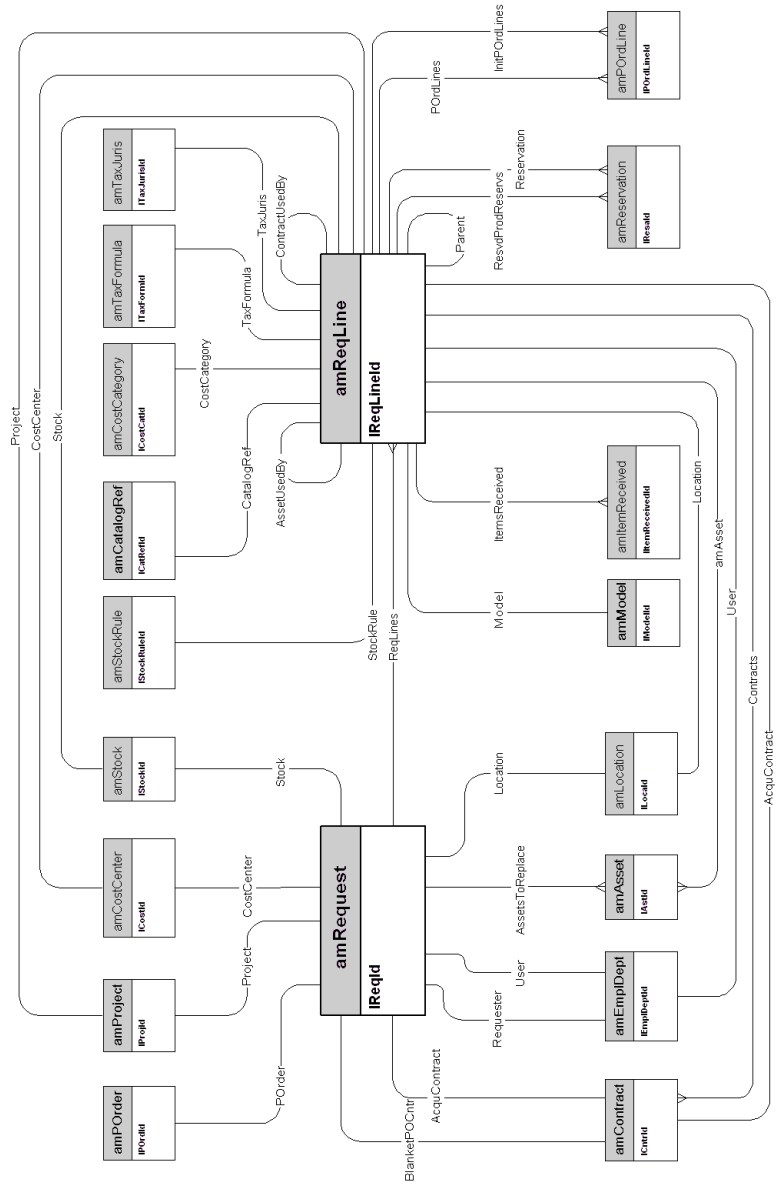 Project
CostCenter
Stock
amPOrder
lPOrdId
amProject
lProjId
amCostCenter
lCostId
amStock
lStockId
amStockRule
lStockRuleId
amCatalogRef
lCatRefId
amCostCategory
lCostCatId
amTaxFormula
lTaxFormId
amTaxJuris
lTaxJurisId
CostCategory
CatalogRef
TaxFormula
TaxJuris
POrder
Project
CostCenter
Stock
AssetUsedBy
ContractUsedBy
amRequest
lReqId
amReqLine
lReqLineId
StockRule
ReqLines
BlanketPOCntr
AcquContract
Requester
User
AssetsToReplace
Location
Model
ItemsReceived
Parent
ResvdProdReservs
Reservation
POrdLines
InitPOrdLines
amContract
lCntrId
amEmplDept
lEmplDeptId
amAsset
lAstId
amLocation
lLocaId
amModel
lModelId
amItemReceived
lItemReceivedId
amReservation
lResaId
amPOrdLine
lPOrdLineId
Location
amAsset
User
Contracts
AcquContract